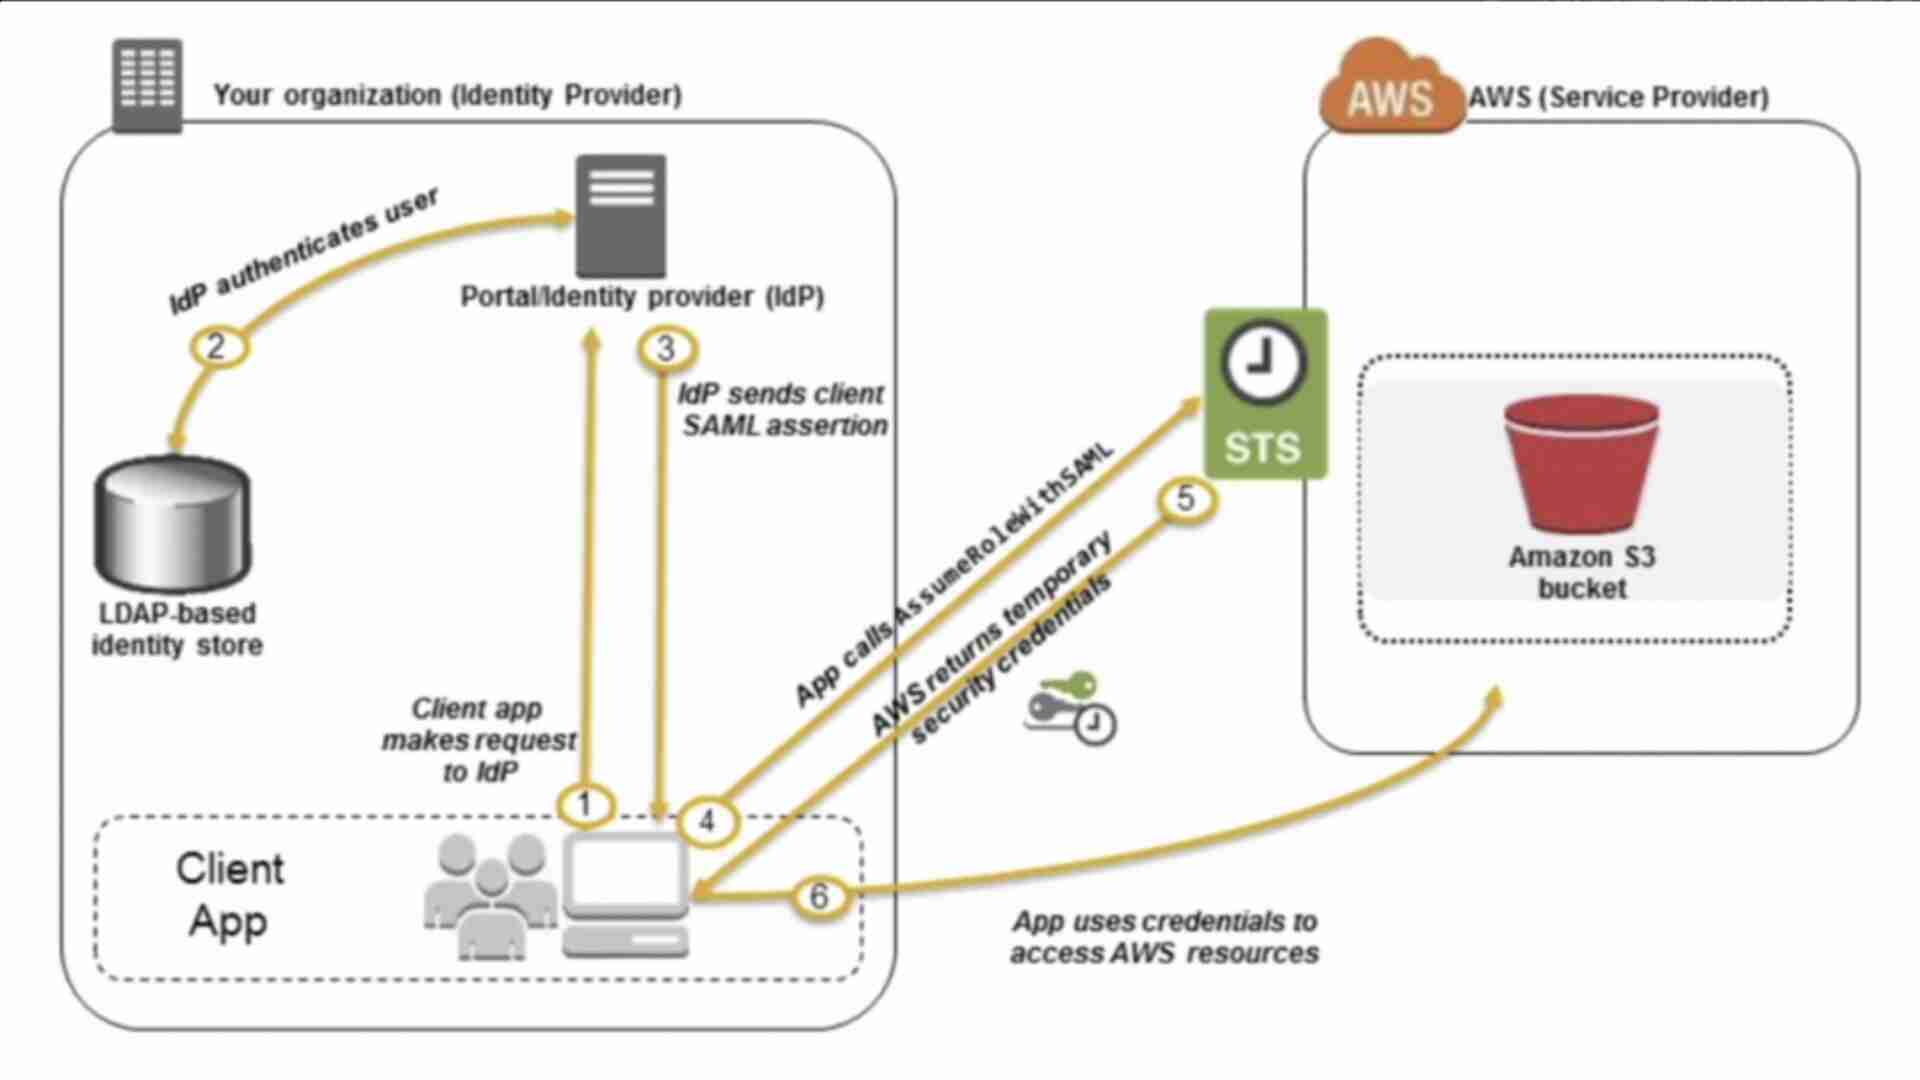 Your organization (Identity Provider)
AWS
AWS (Service Provider)
IdP authenticates user
2
Portal/Identity provider (IdP)
3
IdP sends client
SAML assertion
LDAP-based
identity store
STS
5
App calls AssumeRoleWithSAML
AWS returns temporary
security credentials
Amazon S3
bucket
Client app
makes request
to IdP
1
4
Client
App
6
App uses credentials to
access AWS resources